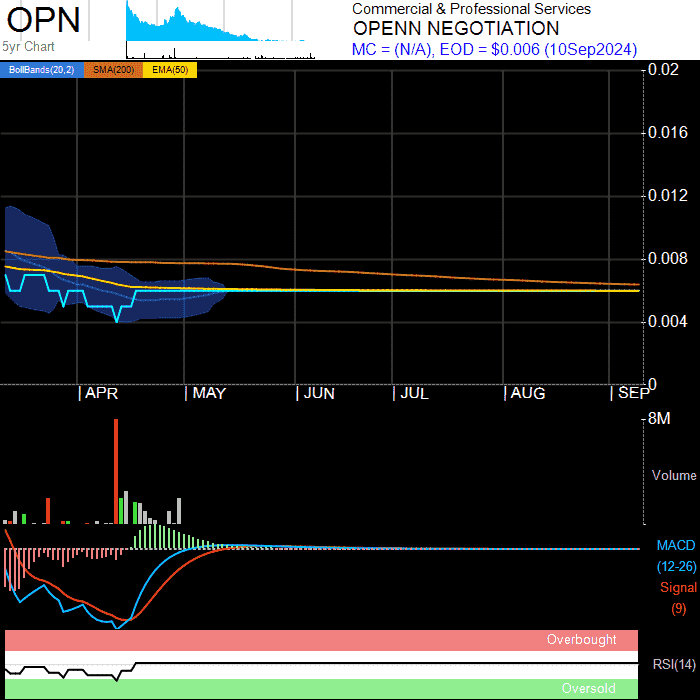 OPN
5yr Chart
Commercial & Professional Services
OPENN NEGOTIATION
MC = (N/A), EOD = $0.006 (10Sep2024)
BollBands(20,2) SMA(200) EMA(50)
0.02
0.016
0.012
0.008
0.004
0
| APR | MAY | JUN | JUL | AUG | SEP
8M
Volume
MACD
(12-26)
Signal
(9)
Overbought
RSI(14)
Oversold